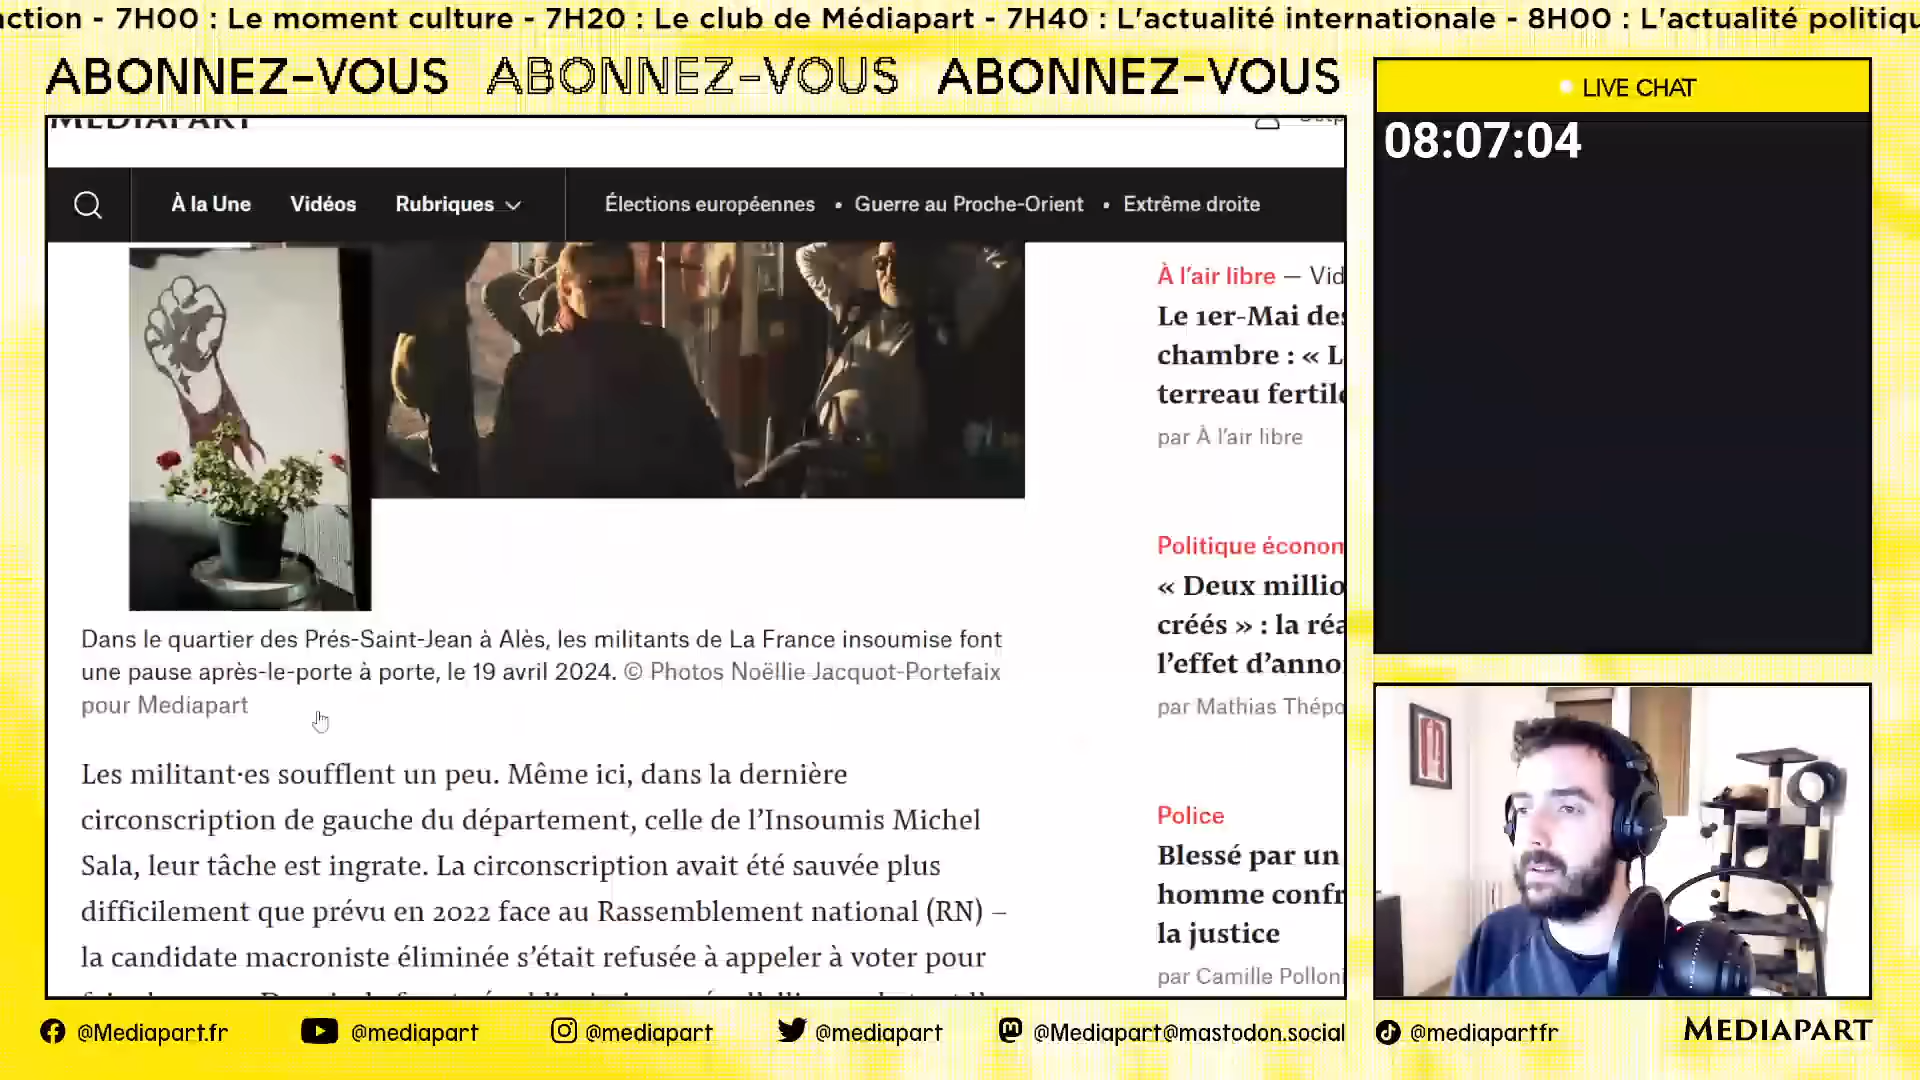 ction - 7H00 : Le moment culture - 7H20 : Le club de Médiapart - 7H40 : L'actualité internationale - 8H00 : L'actualité politiqu
ABONNEZ-VOUS ABONNEZ-VOUS ABONNEZ-VOUS
MEDIAPART
À la Une Vidéos Rubriques Élections européennes • Guerre au Proche-Orient • Extrême droite
Dans le quartier des Prés-Saint-Jean à Alès, les militants de La France insoumise font
une pause après-le-porte à porte, le 19 avril 2024. © Photos Noëllie Jacquot-Portefaix
pour Mediapart
Les militant·es soufflent un peu. Même ici, dans la dernière
circonscription de gauche du département, celle de l'Insoumis Michel
Sala, leur tâche est ingrate. La circonscription avait été sauvée plus
difficilement que prévu en 2022 face au Rassemblement national (RN) –
la candidate macroniste éliminée s'était refusée à appeler à voter pour
À l'air libre — Vid
Le 1er-Mai des
chambre : « L
terreau fertile
par À l'air libre
Politique économ
« Deux millio
créés » : la réa
l'effet d'anno
par Mathias Thépo
Police
Blessé par un
homme confr
la justice
par Camille Polloni
LIVE CHAT
08:07:04
@Mediapart.fr @mediapart @mediapart @mediapart @Mediapart@mastodon.social @mediapartfr MEDIAPART